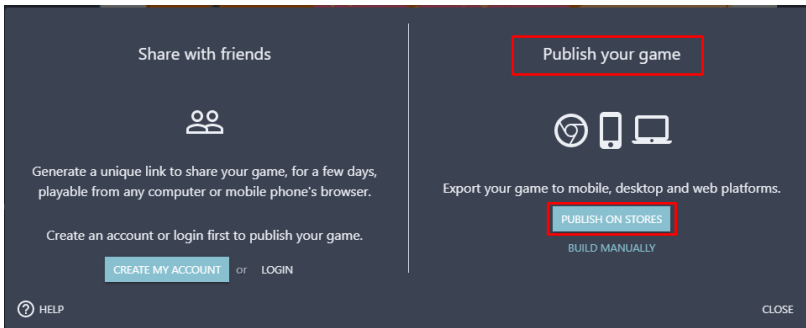 Share with friends
Generate a unique link to share your game, for a few days,
playable from any computer or mobile phone's browser.
Create an account or login first to publish your game.
CREATE MY ACCOUNT or LOGIN
Publish your game
Export your game to mobile, desktop and web platforms.
PUBLISH ON STORES
BUILD MANUALLY
? HELP
CLOSE